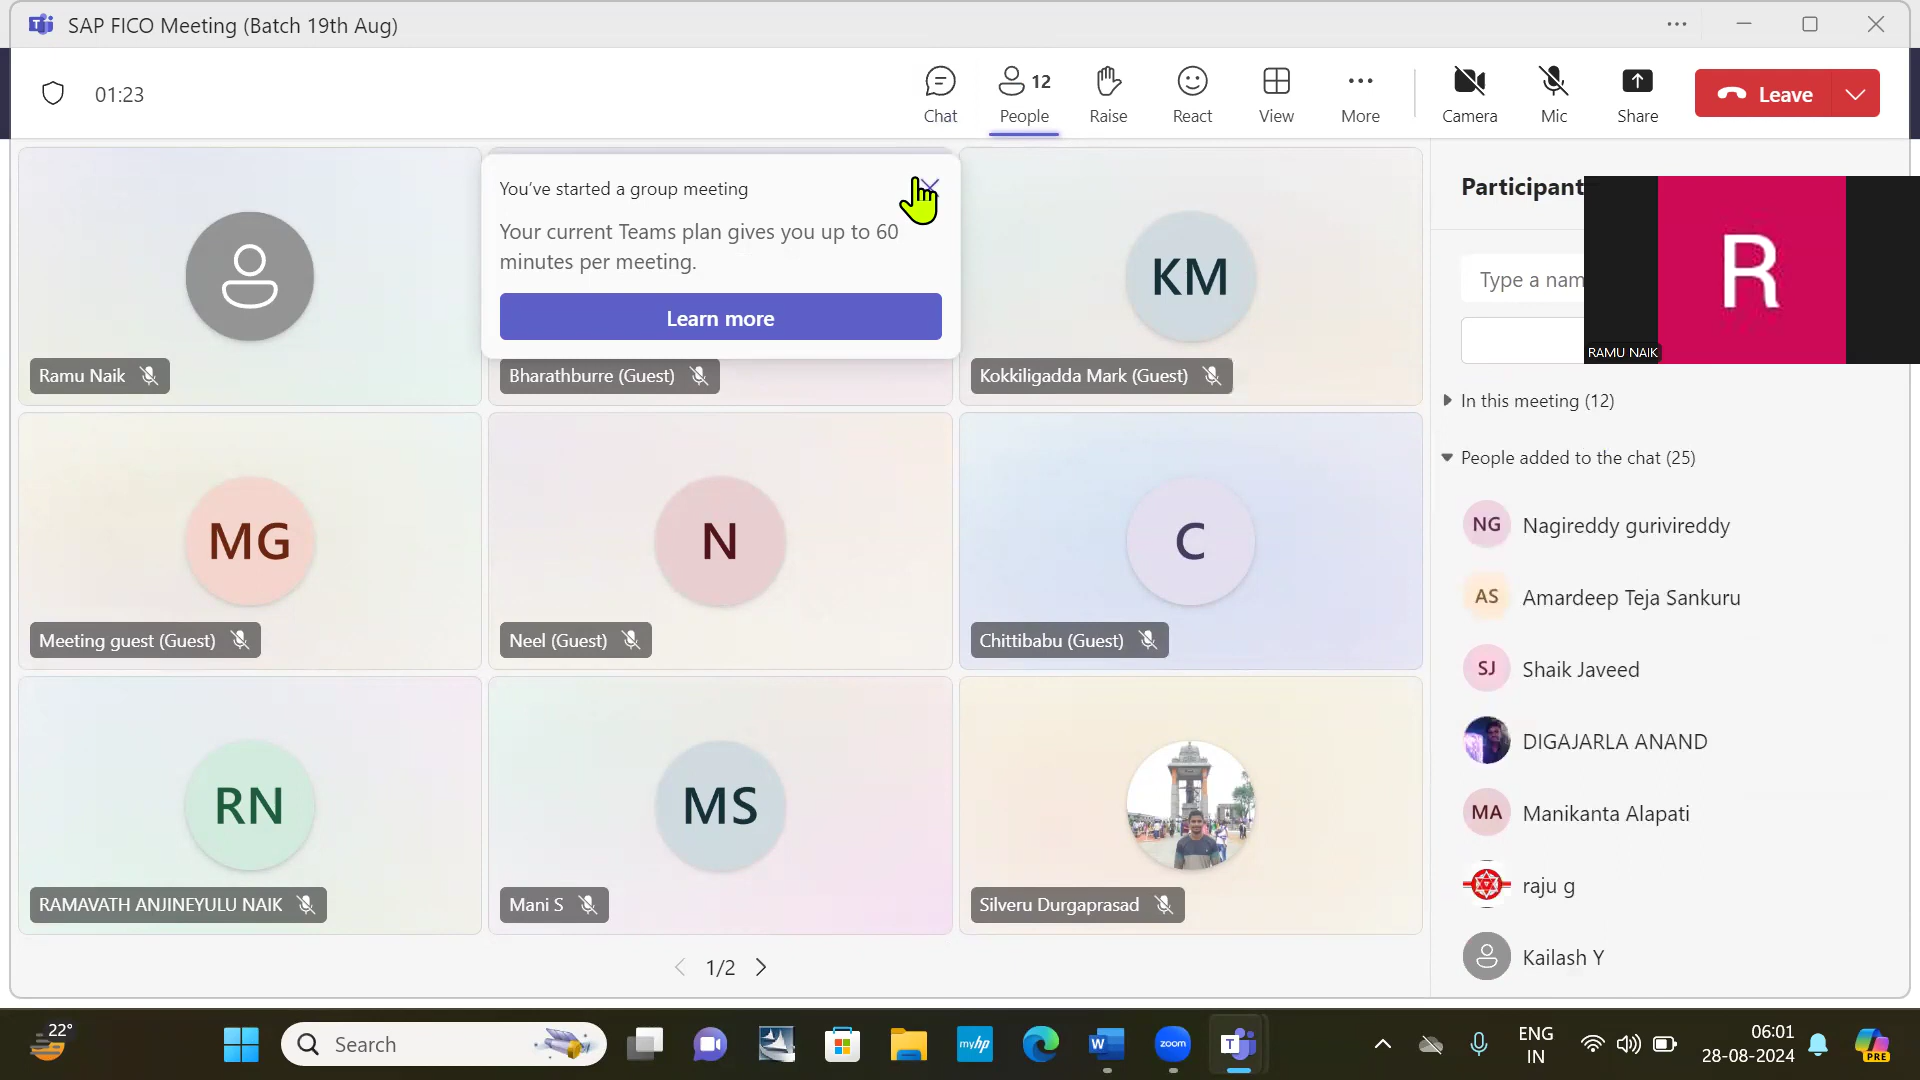 SAP FICO Meeting (Batch 19th Aug)
01:23
Chat
12
People
Raise
React
View
More
Camera
Mic
Share
Leave
You've started a group meeting
Your current Teams plan gives you up to 60
minutes per meeting.
Learn more
Ramu Naik
Bharathburre (Guest)
KM
Kokkiligadda Mark (Guest)
MG
Meeting guest (Guest)
N
Neel (Guest)
C
Chittibabu (Guest)
RN
RAMAVATH ANJINEYULU NAIK
MS
Mani S
Silveru Durgaprasad
1/2
Participant
Type a nam
R
RAMU NAIK
In this meeting (12)
People added to the chat (25)
NG Nagireddy gurivireddy
AS Amardeep Teja Sankuru
SJ Shaik Javeed
DIGAJARLA ANAND
MA Manikanta Alapati
raju g
Kailash Y
22°
Search
myhp
W
zoom
T
ENG
IN
06:01
28-08-2024
PRE